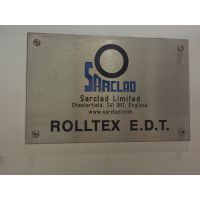 SARCLAD
Sarclad Limited
Chesterfield, S41 9RT, England
www.sarclad.com
ROLLTEX E.D.T.